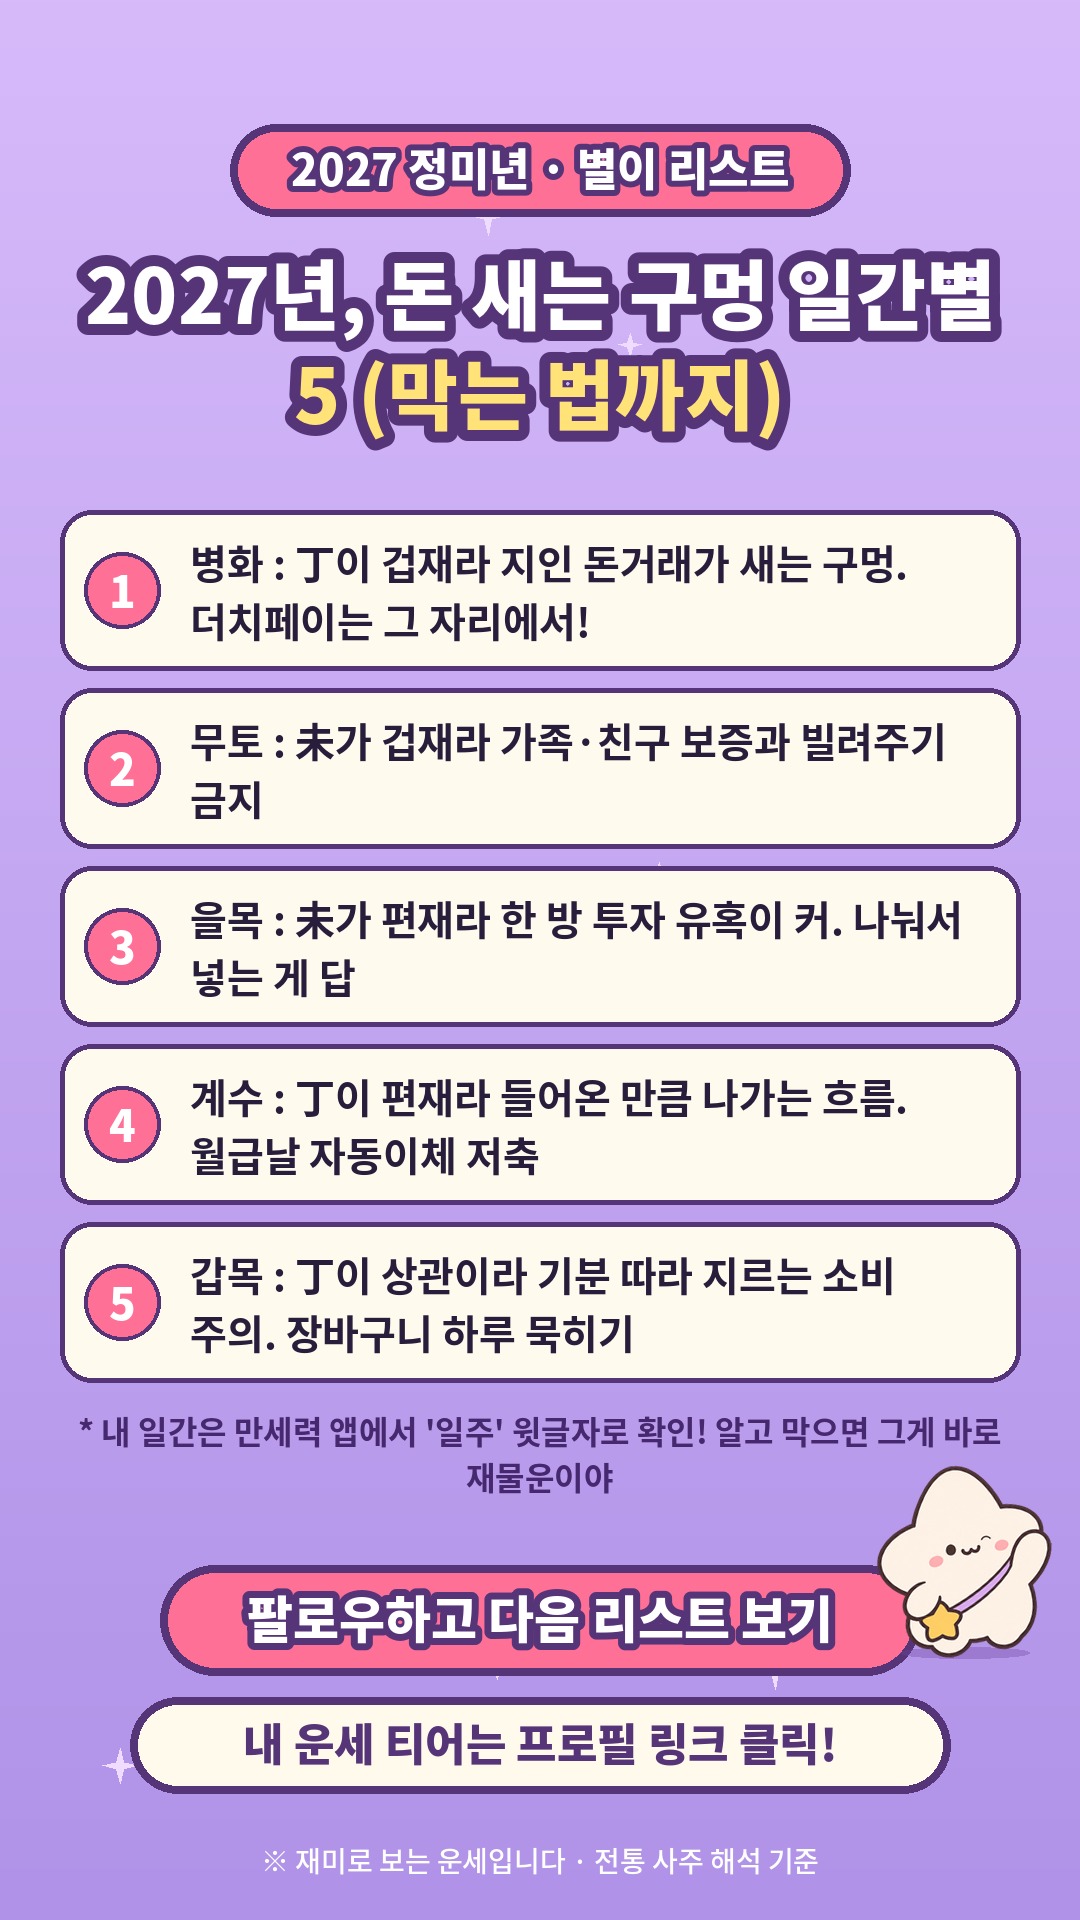 2027 정미년 • 별이 리스트
2027년, 돈 새는 구멍 일간별
5 (막는 법까지)
1
병화 : 丁이 겁재라 지인 돈거래가 새는 구멍.
더치페이는 그 자리에서!
2
무토 : 未가 겁재라 가족·친구 보증과 빌려주기
금지
3
을목 : 未가 편재라 한 방 투자 유혹이 커. 나눠서
넣는 게 답
4
계수 : 丁이 편재라 들어온 만큼 나가는 흐름.
월급날 자동이체 저축
5
갑목 : 丁이 상관이라 기분 따라 지르는 소비
주의. 장바구니 하루 묵히기
* 내 일간은 만세력 앱에서 '일주' 윗글자로 확인! 알고 막으면 그게 바로
재물운이야
팔로우하고 다음 리스트 보기
내 운세 티어는 프로필 링크 클릭!
※ 재미로 보는 운세입니다 · 전통 사주 해석 기준